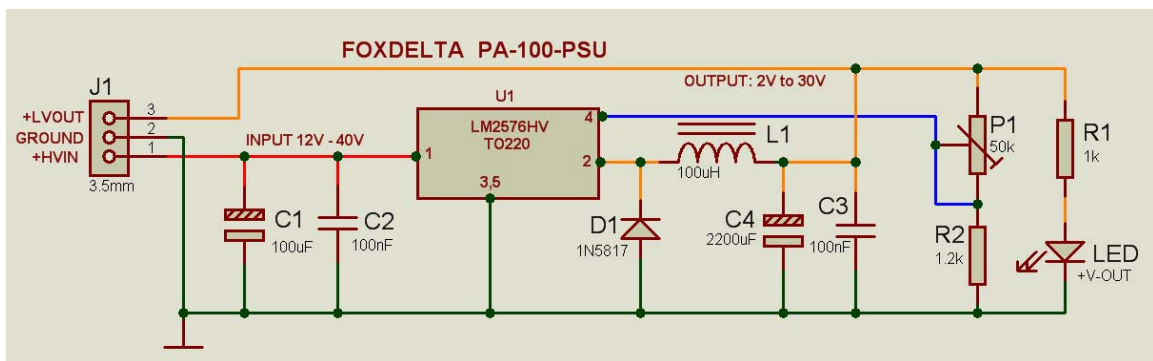 FOXDELTA PA-100-PSU
J1
+LVOUT 3
GROUND 2
+HVIN 1
3.5mm
INPUT 12V - 40V
OUTPUT: 2V to 30V
U1
LM2576HV
TO220
1
4
2
3,5
L1
100uH
C1
100uF
C2
100nF
D1
1N5817
C4
2200uF
C3
100nF
P1
50k
R1
1k
R2
1.2k
LED
+V-OUT